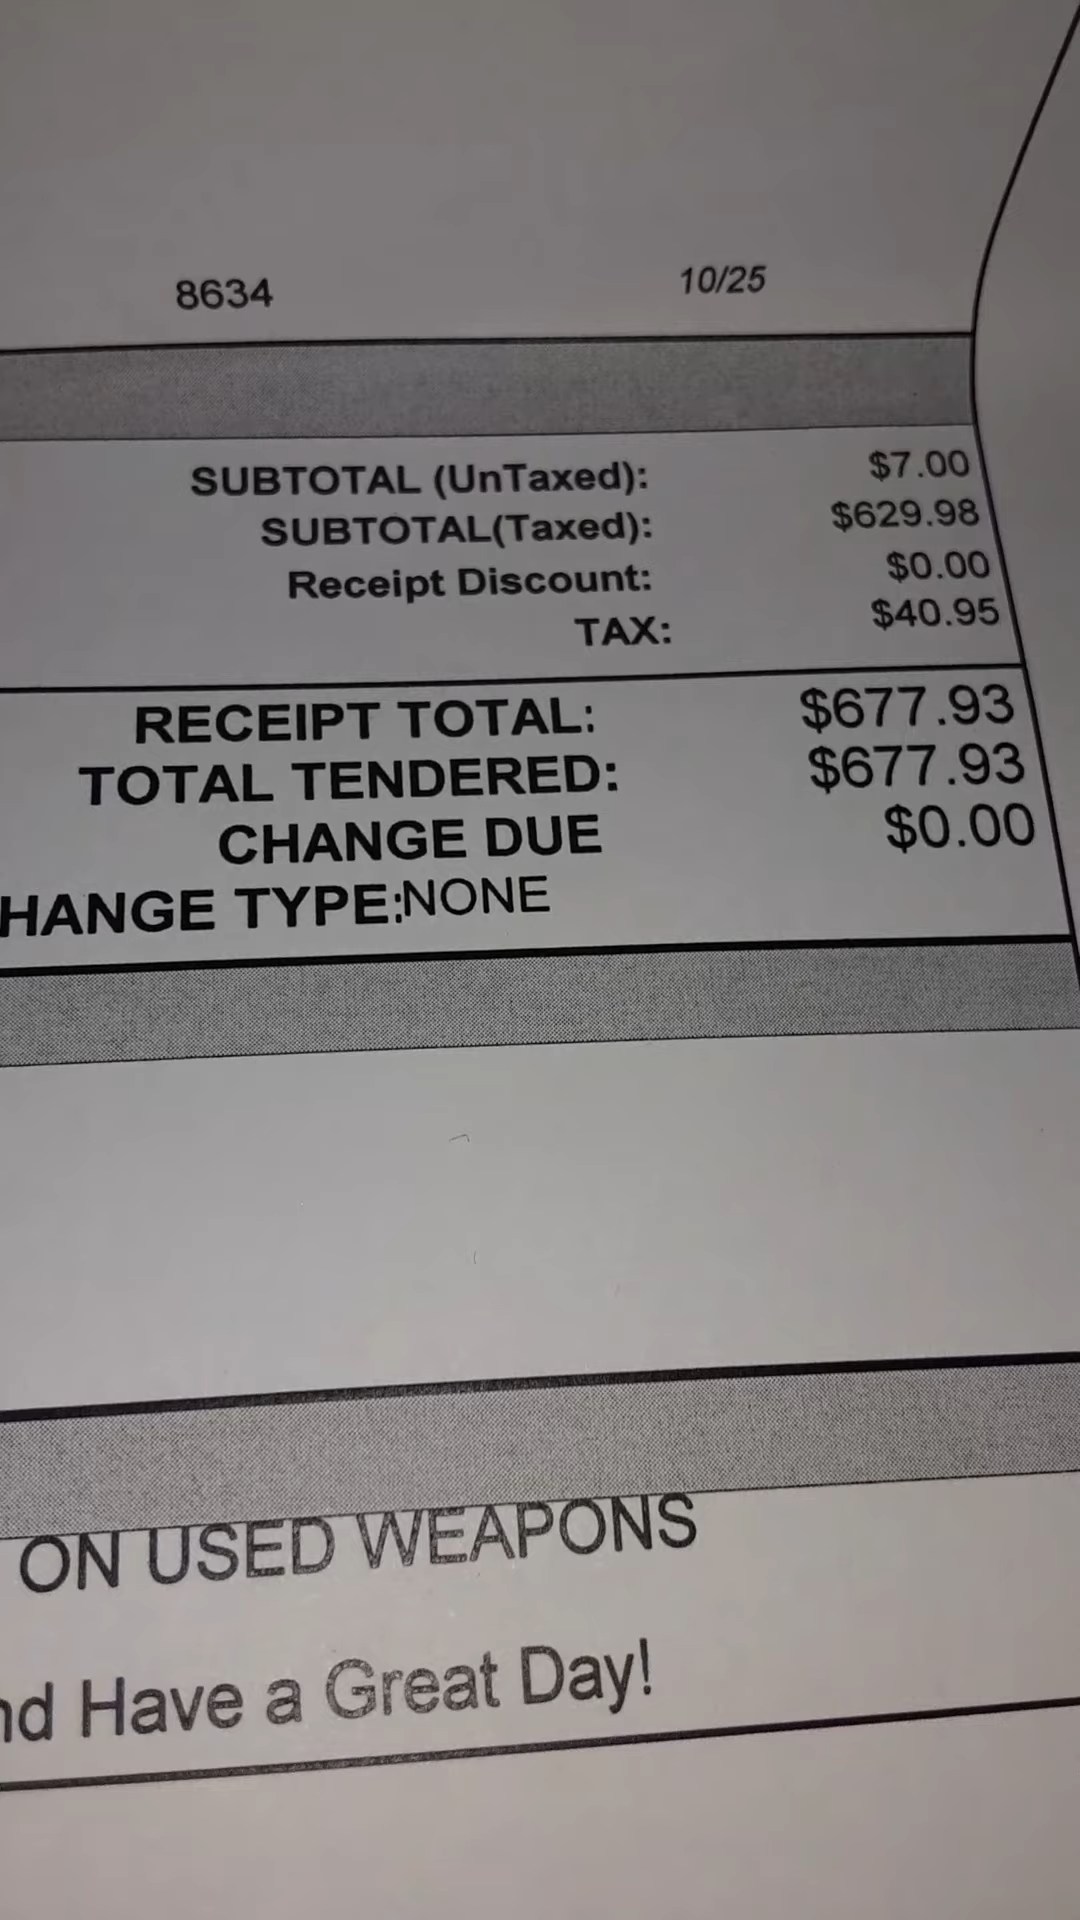 8634 10/25
SUBTOTAL (UnTaxed): $7.00
SUBTOTAL(Taxed): $629.98
Receipt Discount: $0.00
TAX: $40.95
RECEIPT TOTAL: $677.93
TOTAL TENDERED: $677.93
CHANGE DUE $0.00
HANGE TYPE:NONE
ON USED WEAPONS
nd Have a Great Day!